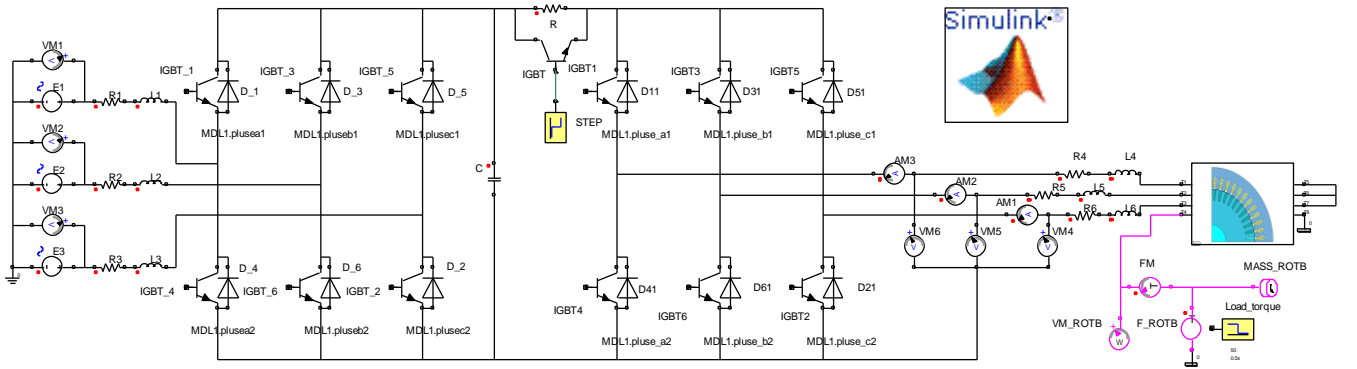 Simulink
R
VM1
+
V
IGBT_1
IGBT_3
IGBT_5
IGBT
IGBT1
IGBT3
IGBT5
E1
R1
L1
D_1
D_3
D_5
D11
D31
D51
STEP
VM2
+
V
MDL1.plusea1
MDL1.pluseb1
MDL1.plusec1
MDL1.pluse_a1
MDL1.pluse_b1
MDL1.pluse_c1
E2
R2
L2
C
AM3
A
R4
L4
AM2
A
R5
L5
AM1
A
R6
L6
VM3
+
V
+
VM6
V
+
VM5
V
+
VM4
V
0
E3
R3
L3
D_4
D_6
D_2
IGBT_4
IGBT_6
IGBT_2
D41
D61
D21
0
FM
T
MASS_ROTB
IGBT4
IGBT6
IGBT2
Load_torque
MDL1.plusea2
MDL1.pluseb2
MDL1.plusec2
VM_ROTB
+
W
F_ROTB
MDL1.pluse_a2
MDL1.pluse_b2
MDL1.pluse_c2
0